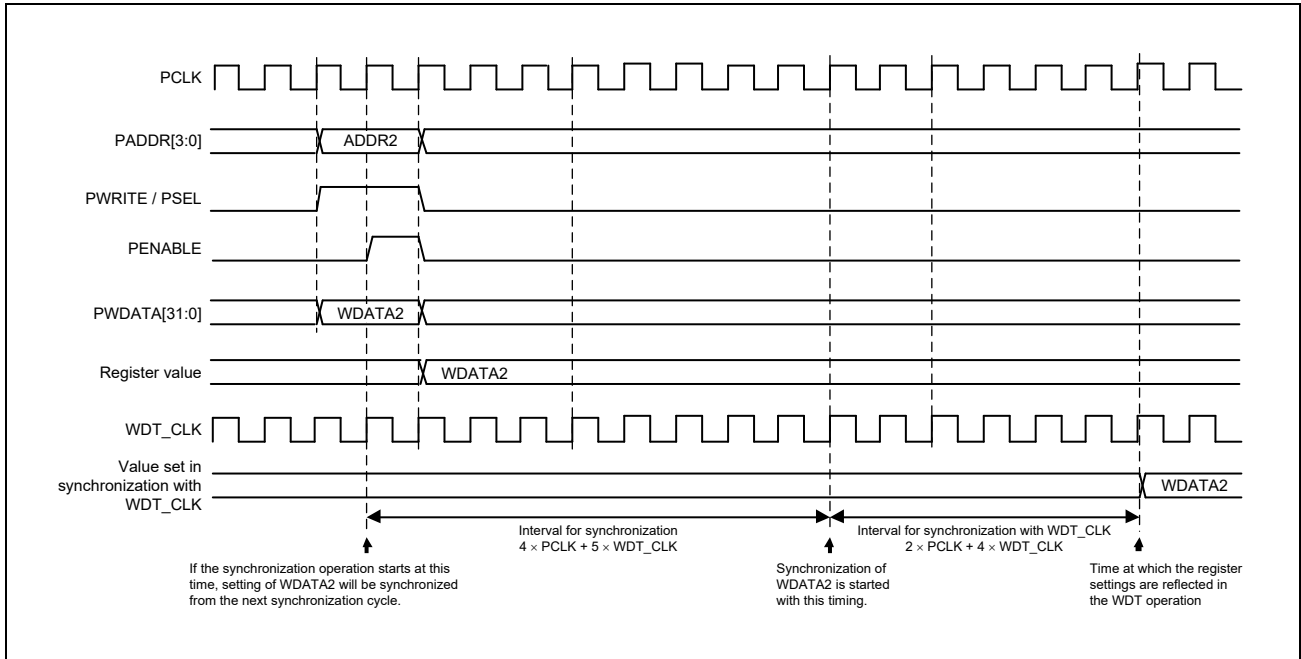 PCLK
PADDR[3:0]
ADDR2
PWRITE / PSEL
PENABLE
PWDATA[31:0]
WDATA2
Register value
WDATA2
WDT_CLK
Value set in
synchronization with
WDT_CLK
WDATA2
Interval for synchronization
4 × PCLK + 5 × WDT_CLK
Interval for synchronization with WDT_CLK
2 × PCLK + 4 × WDT_CLK
If the synchronization operation starts at this
time, setting of WDATA2 will be synchronized
from the next synchronization cycle.
Synchronization of
WDATA2 is started
with this timing.
Time at which the register
settings are reflected in
the WDT operation